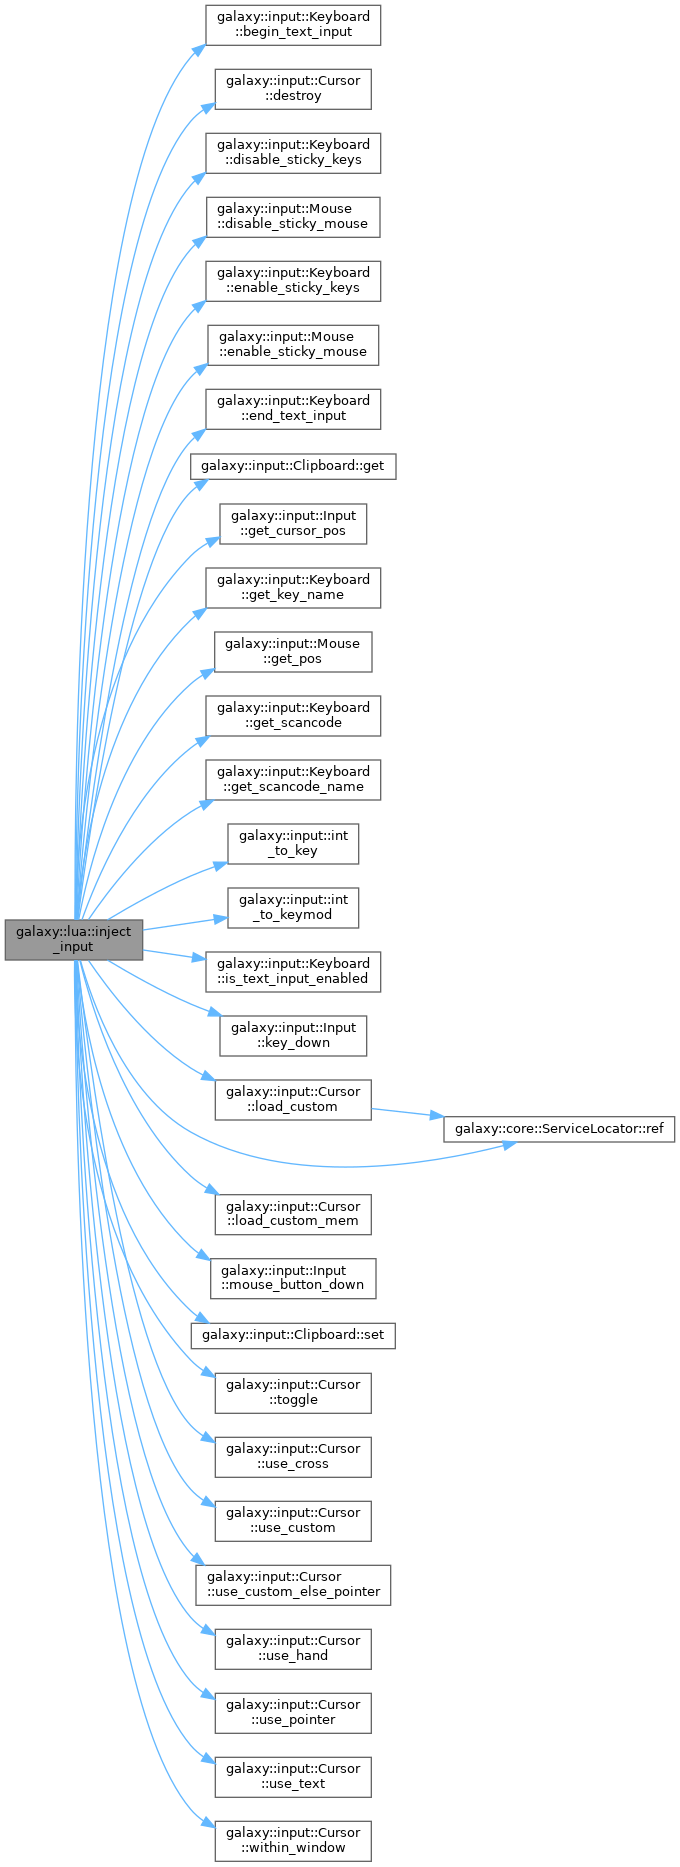 galaxy::input::Keyboard
::begin_text_input
galaxy::input::Cursor
::destroy
galaxy::input::Keyboard
::disable_sticky_keys
galaxy::input::Mouse
::disable_sticky_mouse
galaxy::input::Keyboard
::enable_sticky_keys
galaxy::input::Mouse
::enable_sticky_mouse
galaxy::input::Keyboard
::end_text_input
galaxy::input::Clipboard::get
galaxy::input::Input
::get_cursor_pos
galaxy::input::Keyboard
::get_key_name
galaxy::input::Mouse
::get_pos
galaxy::input::Keyboard
::get_scancode
galaxy::input::Keyboard
::get_scancode_name
galaxy::input::int
_to_key
galaxy::input::int
_to_keymod
galaxy::lua::inject
_input
galaxy::input::Keyboard
::is_text_input_enabled
galaxy::input::Input
::key_down
galaxy::input::Cursor
::load_custom
galaxy::core::ServiceLocator::ref
galaxy::input::Cursor
::load_custom_mem
galaxy::input::Input
::mouse_button_down
galaxy::input::Clipboard::set
galaxy::input::Cursor
::toggle
galaxy::input::Cursor
::use_cross
galaxy::input::Cursor
::use_custom
galaxy::input::Cursor
::use_custom_else_pointer
galaxy::input::Cursor
::use_hand
galaxy::input::Cursor
::use_pointer
galaxy::input::Cursor
::use_text
galaxy::input::Cursor
::within_window